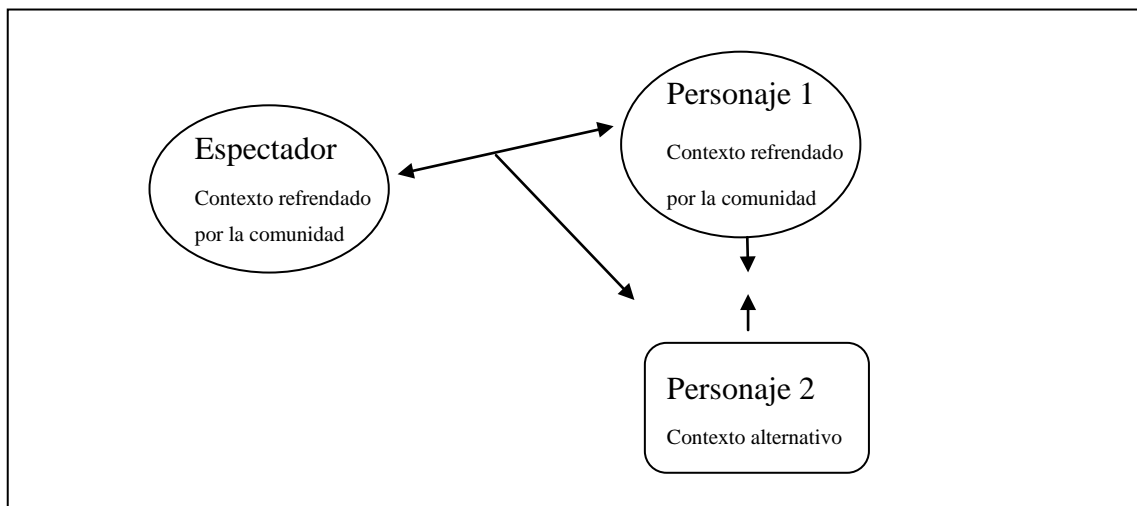 Espectador
Contexto refrendado
por la comunidad
Personaje 1
Contexto refrendado
por la comunidad
Personaje 2
Contexto alternativo